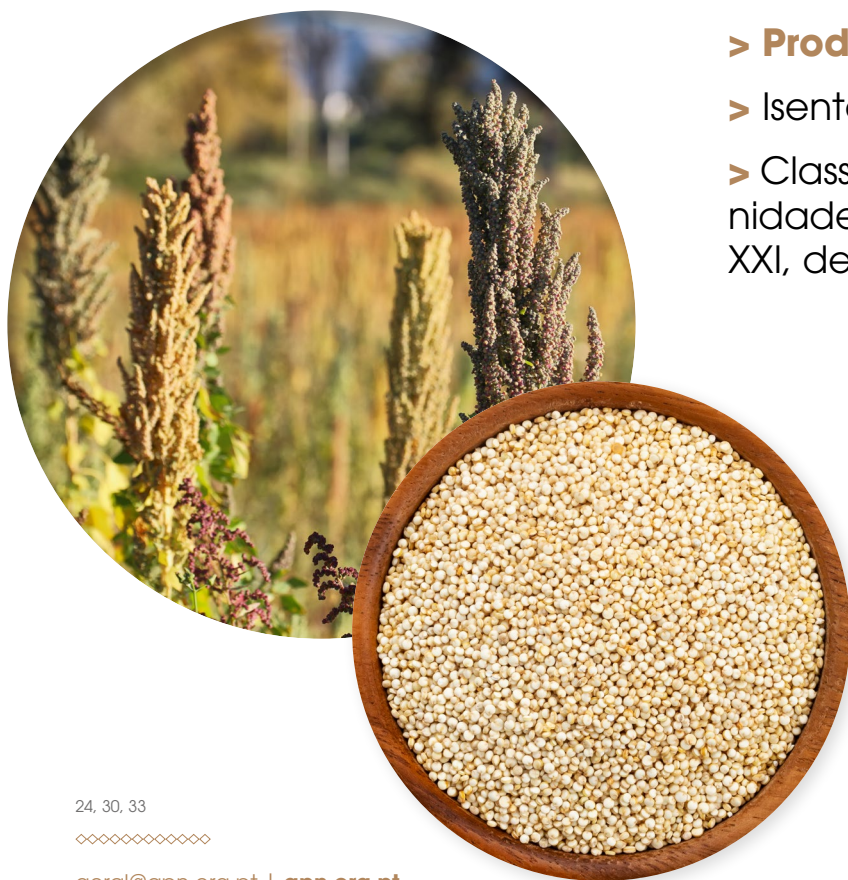 > Prod
> Isent
> Class
nidade
XXI, de
24, 30, 33
geral@apn.org.pt | apn.org.pt